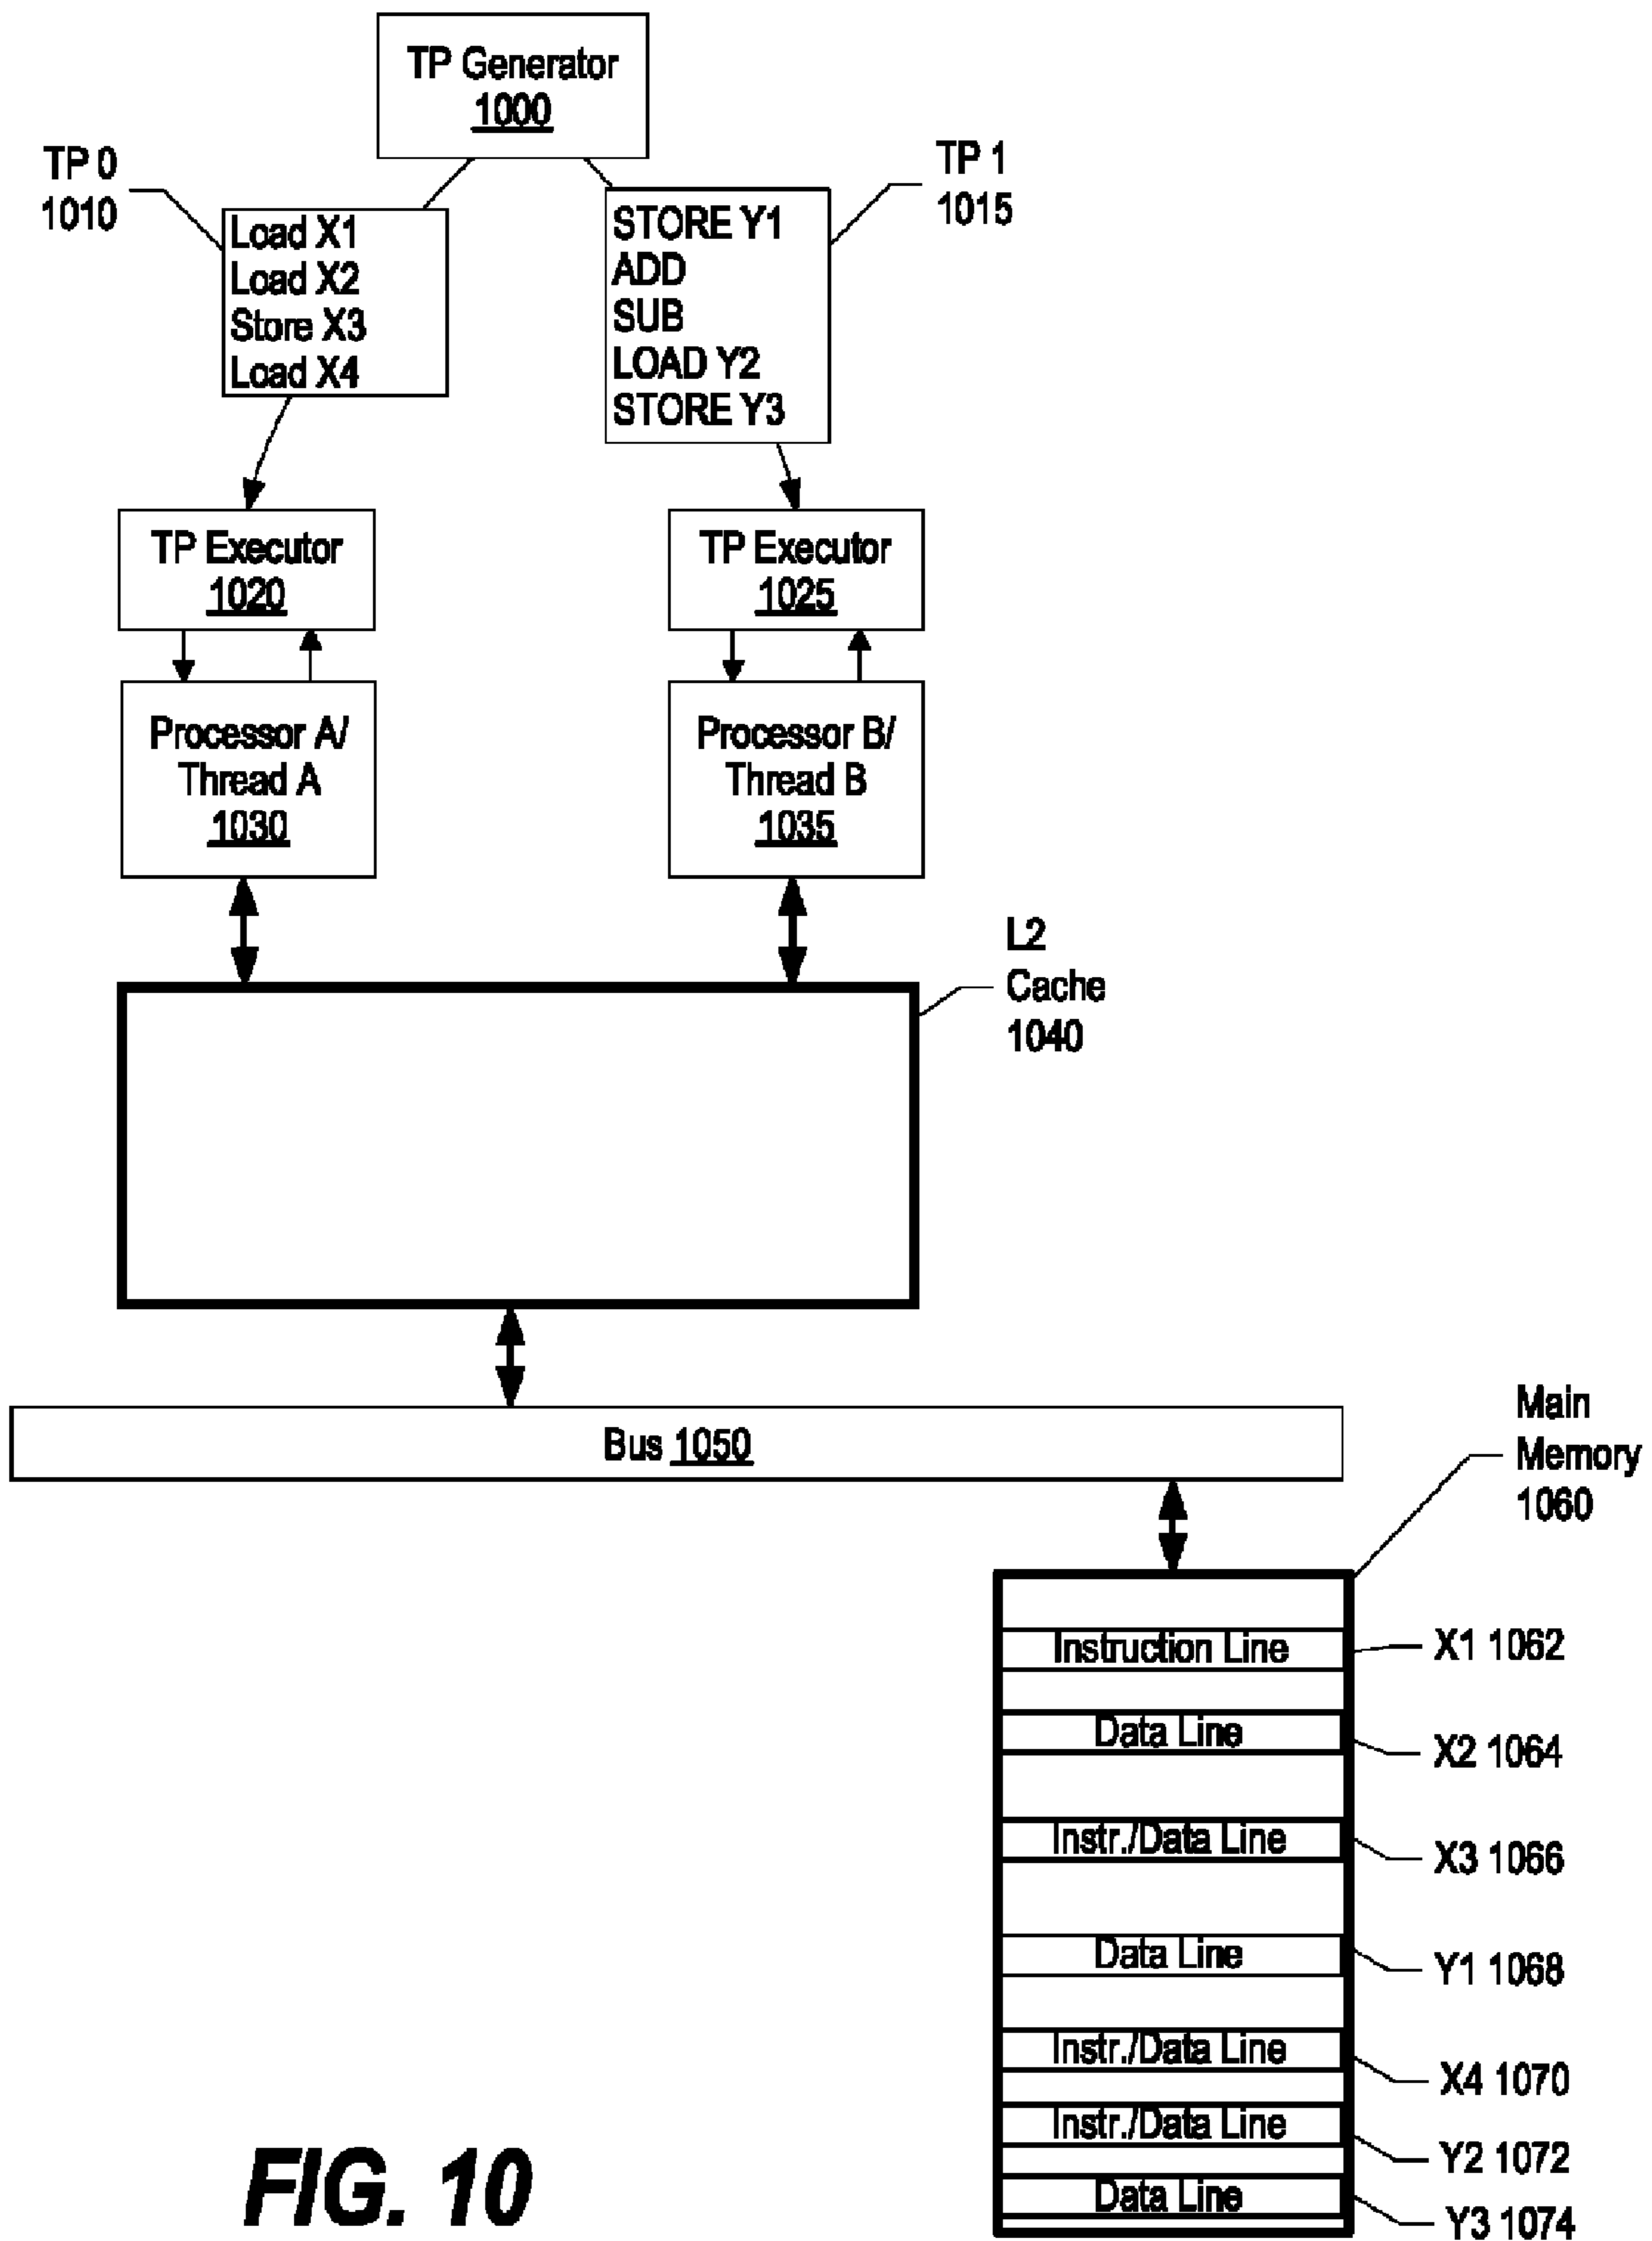 TP Generator
1000
TP 0
1010
TP 1
1015
Load X1
Load X2
Store X3
Load X4
STORE Y1
ADD
SUB
LOAD Y2
STORE Y3
TP Executor
1020
TP Executor
1025
Processor A/
Thread A
1030
Processor B/
Thread B
1035
L2
Cache
1040
Bus 1050
Main
Memory
1060
Instruction Line
X1 1062
Data Line
X2 1064
Instr./Data Line
X3 1066
Data Line
Y1 1068
Instr./Data Line
X4 1070
Instr./Data Line
Y2 1072
Data Line
Y3 1074
FIG. 10